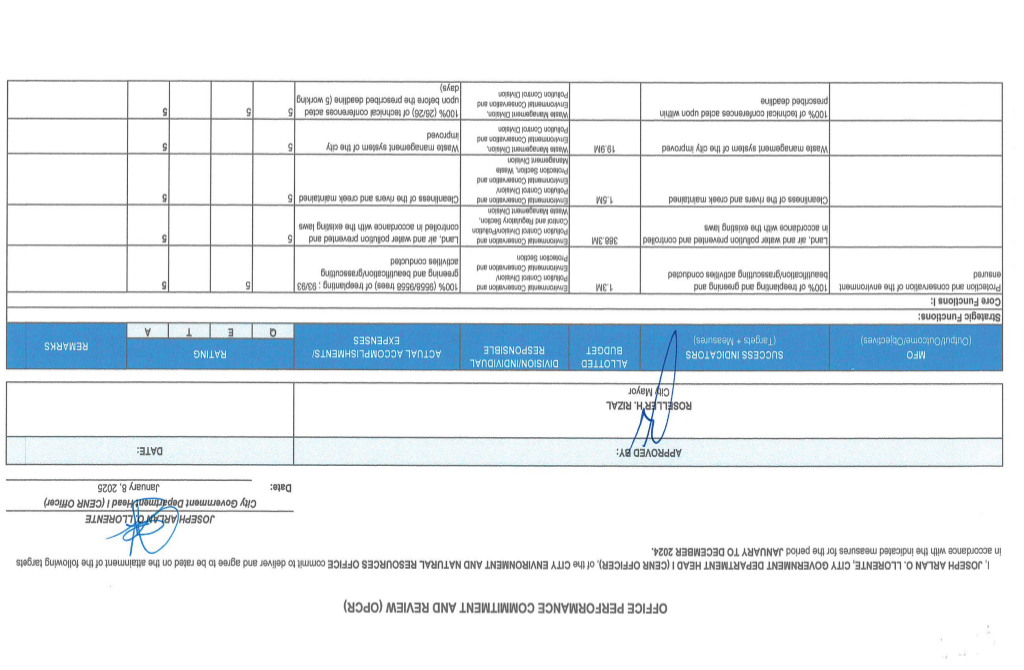 OFFICE PERFORMANCE COMMITMENT AND REVIEW (OPCR)
I, JOSEPH ARLAN O. LLORENTE, CITY GOVERNMENT DEPARTMENT HEAD I (CENR OFFICER), of the CITY ENVIRONMENT AND NATURAL RESOURCES OFFICE commit to deliver and agree to be rated on the attainment of the following targets
in accordance with the indicated measures for the period JANUARY TO DECEMBER 2024.
JOSEPH ARLAN O. LLORENTE
City Government Department Head I (CENR Officer)
Date: January 8, 2025
APPROVED BY: DATE:
ROSELLER H. RIZAL
City Mayor
MFO
(Output/Outcome/Objectives)
SUCCESS INDICATORS
(Targets + Measures)
ALLOTTED
BUDGET
DIVISION/INDIVIDUAL
RESPONSIBLE
ACTUAL ACCOMPLISHMENTS/
EXPENSES
RATING
Q E T A
REMARKS
Strategic Functions:
Core Functions I:
Protection and conservation of the environment
ensured
100% of treeplanting and greening and
beautification/grasscutting activities conducted
1.3M
Environmental Conservation and
Pollution Control Division/
Environmental Conservation and
Protection Section
100% (9558/9558 trees) of treeplanting ; 93/93
greening and beautification/grasscutting
activities conducted
5 5 5
Land, air and water pollution prevented and controlled
in accordance with the existing laws
388.3M
Environmental Conservation and
Pollution Control Division/Pollution
Control and Regulatory Section,
Waste Management Division
Land, air and water pollution prevented and
controlled in accordance with the existing laws
5 5
Cleanliness of the rivers and creek maintained
1.5M
Environmental Conservation and
Pollution Control Division/
Environmental Conservation and
Protection Section, Waste
Management Division
Cleanliness of the rivers and creek maintained
5 5
Waste management system of the city improved
19.9M
Waste Management Division,
Environmental Conservation and
Pollution Control Division
Waste management system of the city
improved
5 5
100% of technical conferences acted upon within
prescribed deadline
Waste Management Division,
Environmental Conservation and
Pollution Control Division
100% (26/26) of technical conferences acted
upon before the prescribed deadline (5 working
days)
5 5 5